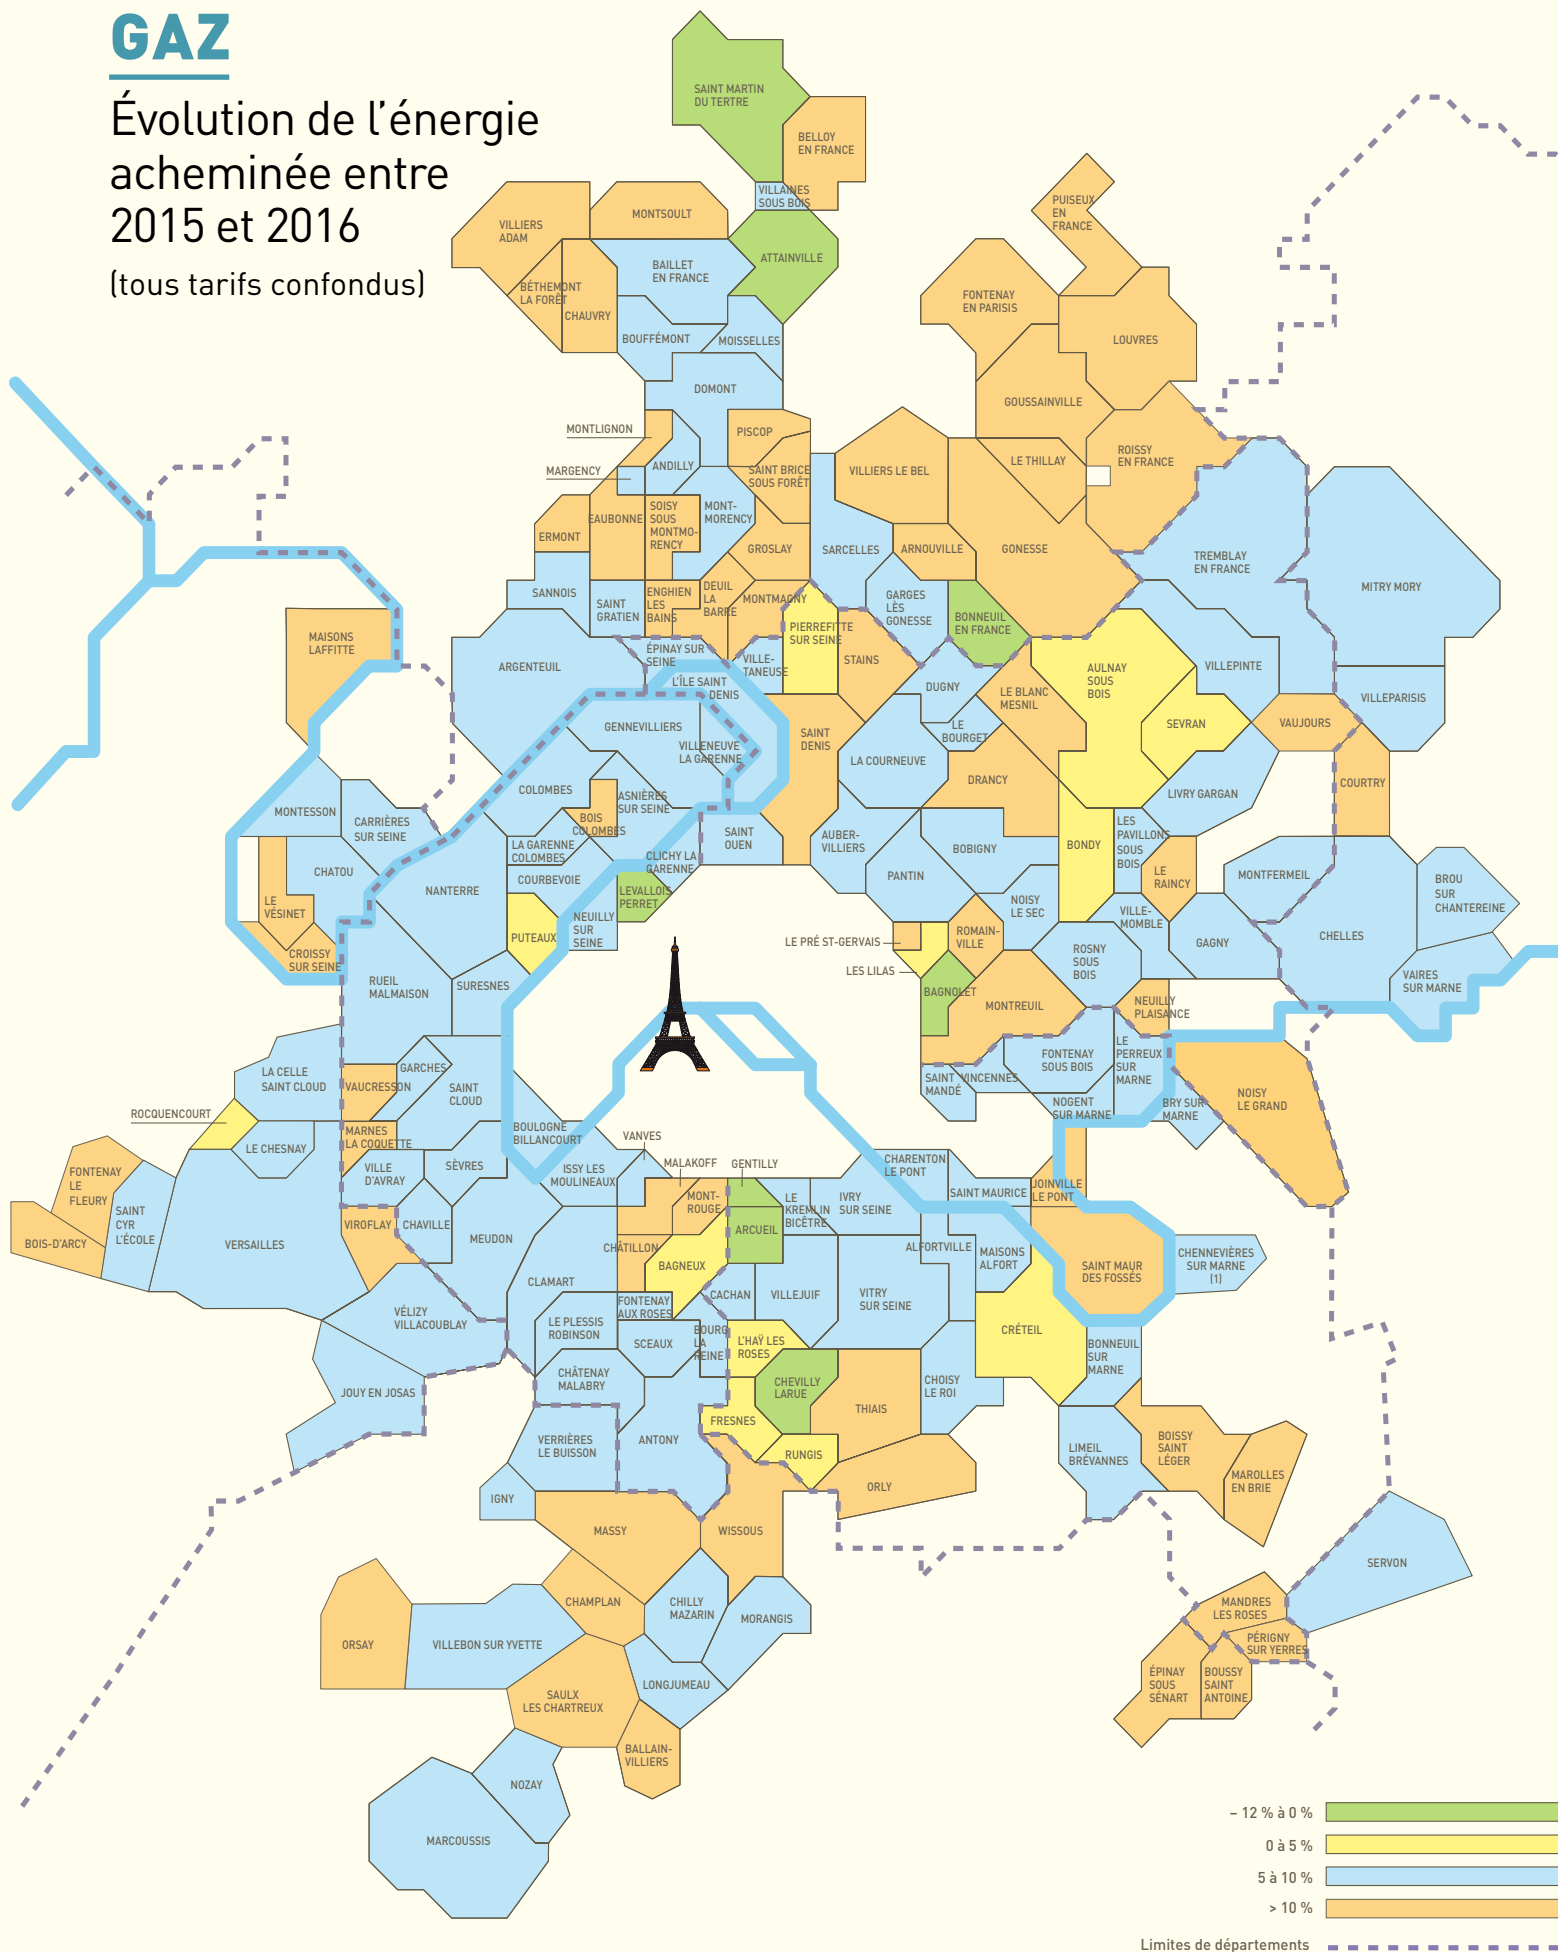 GAZ
Évolution de l'énergie
acheminée entre
2015 et 2016
(tous tarifs confondus)
SAINT MARTIN
DU TERTRE
BELLOY
EN FRANCE
VILLAINES
SOUS BOIS
MONTSOULT
VILLIERS
ADAM
ATTAINVILLE
BAILLET
EN FRANCE
BÉTHEMONT
LA FORÊT
CHAUVRY
BOUFFÉMONT
MOISSELLES
PUISEUX
EN
FRANCE
FONTENAY
EN PARISIS
LOUVRES
DOMONT
GOUSSAINVILLE
MONTLIGNON
PISCOP
MARGENCY
ANDILLY
SAINT BRICE
SOUS FORÊT
VILLIERS LE BEL
LE THILLAY
ROISSY
EN FRANCE
EAUBONNE
SOISY
SOUS
MONTMO-
RENCY
MONT-
MORENCY
ERMONT
GROSLAY
SARCELLES
ARNOUVILLE
GONESSE
TREMBLAY
EN FRANCE
MITRY MORY
SANNOIS
SAINT
GRATIEN
ENGHIEN
LES
BAINS
DEUIL
LA
BARRE
MONTMAGNY
GARGES
LÈS
GONESSE
BONNEUIL
EN FRANCE
PIERREFITTE
SUR SEINE
MAISONS
LAFFITTE
ARGENTEUIL
ÉPINAY SUR
SEINE
VILLE-
TANEUSE
STAINS
AULNAY
SOUS
BOIS
VILLEPINTE
L'ÎLE SAINT
DENIS
DUGNY
LE BLANC
MESNIL
VILLEPARISIS
GENNEVILLIERS
VILLENEUVE
LA GARENNE
SAINT
DENIS
LE
BOURGET
SEVRAN
VAUJOURS
LA COURNEUVE
DRANCY
COURTRY
LIVRY GARGAN
MONTESSON
CARRIÈRES
SUR SEINE
COLOMBES
ASNIÈRES
SUR SEINE
BOIS
COLOMBES
SAINT
OUEN
AUBER-
VILLIERS
BOBIGNY
BONDY
LES
PAVILLONS
SOUS
BOIS
LA GARENNE
COLOMBES
CLICHY LA
GARENNE
CHATOU
COURBEVOIE
NANTERRE
LEVALLOIS
PERRET
PANTIN
LE
RAINCY
MONTFERMEIL
BROU
SUR
CHANTEREINE
LE
VÉSINET
NEUILLY
SUR
SEINE
PUTEAUX
NOISY
LE SEC
VILLE-
MOMBLE
GAGNY
CHELLES
LE PRÉ ST-GERVAIS
ROMAIN-
VILLE
ROSNY
SOUS
BOIS
CROISSY
SUR SEINE
LES LILAS
RUEIL
MALMAISON
SURESNES
BAGNOLET
MONTREUIL
NEUILLY
PLAISANCE
VAIRES
SUR MARNE
LA CELLE
SAINT CLOUD
GARCHES
VAUCRESSON
SAINT
CLOUD
SAINT
MANDÉ
VINCENNES
FONTENAY
SOUS BOIS
LE
PERREUX
SUR
MARNE
NOISY
LE GRAND
ROCQUENCOURT
NOGENT
SUR MARNE
BRY SUR
MARNE
LE CHESNAY
MARNES
LA COQUETTE
BOULOGNE
BILLANCOURT
VANVES
FONTENAY
LE
FLEURY
VILLE
D'AVRAY
SÈVRES
ISSY LES
MOULINEAUX
MALAKOFF
GENTILLY
CHARENTON
LE PONT
SAINT MAURICE
JOINVILLE
LE PONT
MONT-
ROUGE
LE
KREMLIN
BICÊTRE
IVRY
SUR SEINE
SAINT
CYR
L'ÉCOLE
BOIS-D'ARCY
VERSAILLES
VIROFLAY
CHAVILLE
MEUDON
CHÂTILLON
ARCUEIL
ALFORTVILLE
MAISONS
ALFORT
SAINT MAUR
DES FOSSÉS
CHENNEVIÈRES
SUR MARNE
(1)
BAGNEUX
CLAMART
CACHAN
VILLEJUIF
VITRY
SUR SEINE
FONTENAY
AUX ROSES
VÉLIZY
VILLACOUBLAY
LE PLESSIS
ROBINSON
SCEAUX
BOURG
LA
REINE
L'HAŸ LES
ROSES
CRÉTEIL
BONNEUIL
SUR
MARNE
JOUY EN JOSAS
CHÂTENAY
MALABRY
CHEVILLY
LARUE
CHOISY
LE ROI
THIAIS
FRESNES
VERRIÈRES
LE BUISSON
ANTONY
RUNGIS
LIMEIL
BRÉVANNES
BOISSY
SAINT
LÉGER
MAROLLES
EN BRIE
ORLY
IGNY
MASSY
WISSOUS
SERVON
CHAMPLAN
CHILLY
MAZARIN
MORANGIS
MANDRES
LES ROSES
ORSAY
VILLEBON SUR YVETTE
PÉRIGNY
SUR YERRES
ÉPINAY
SOUS
SÉNART
BOUSSY
SAINT
ANTOINE
LONGJUMEAU
SAULX
LES CHARTREUX
BALLAIN-
VILLIERS
NOZAY
MARCOUSSIS
– 12 % à 0 %
0 à 5 %
5 à 10 %
> 10 %
Limites de départements